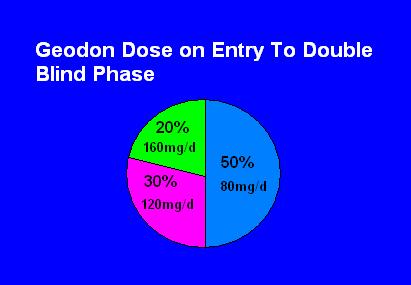 Geodon Dose on Entry To Double
Blind Phase
20%
160mg/d
50%
80mg/d
30%
120mg/d